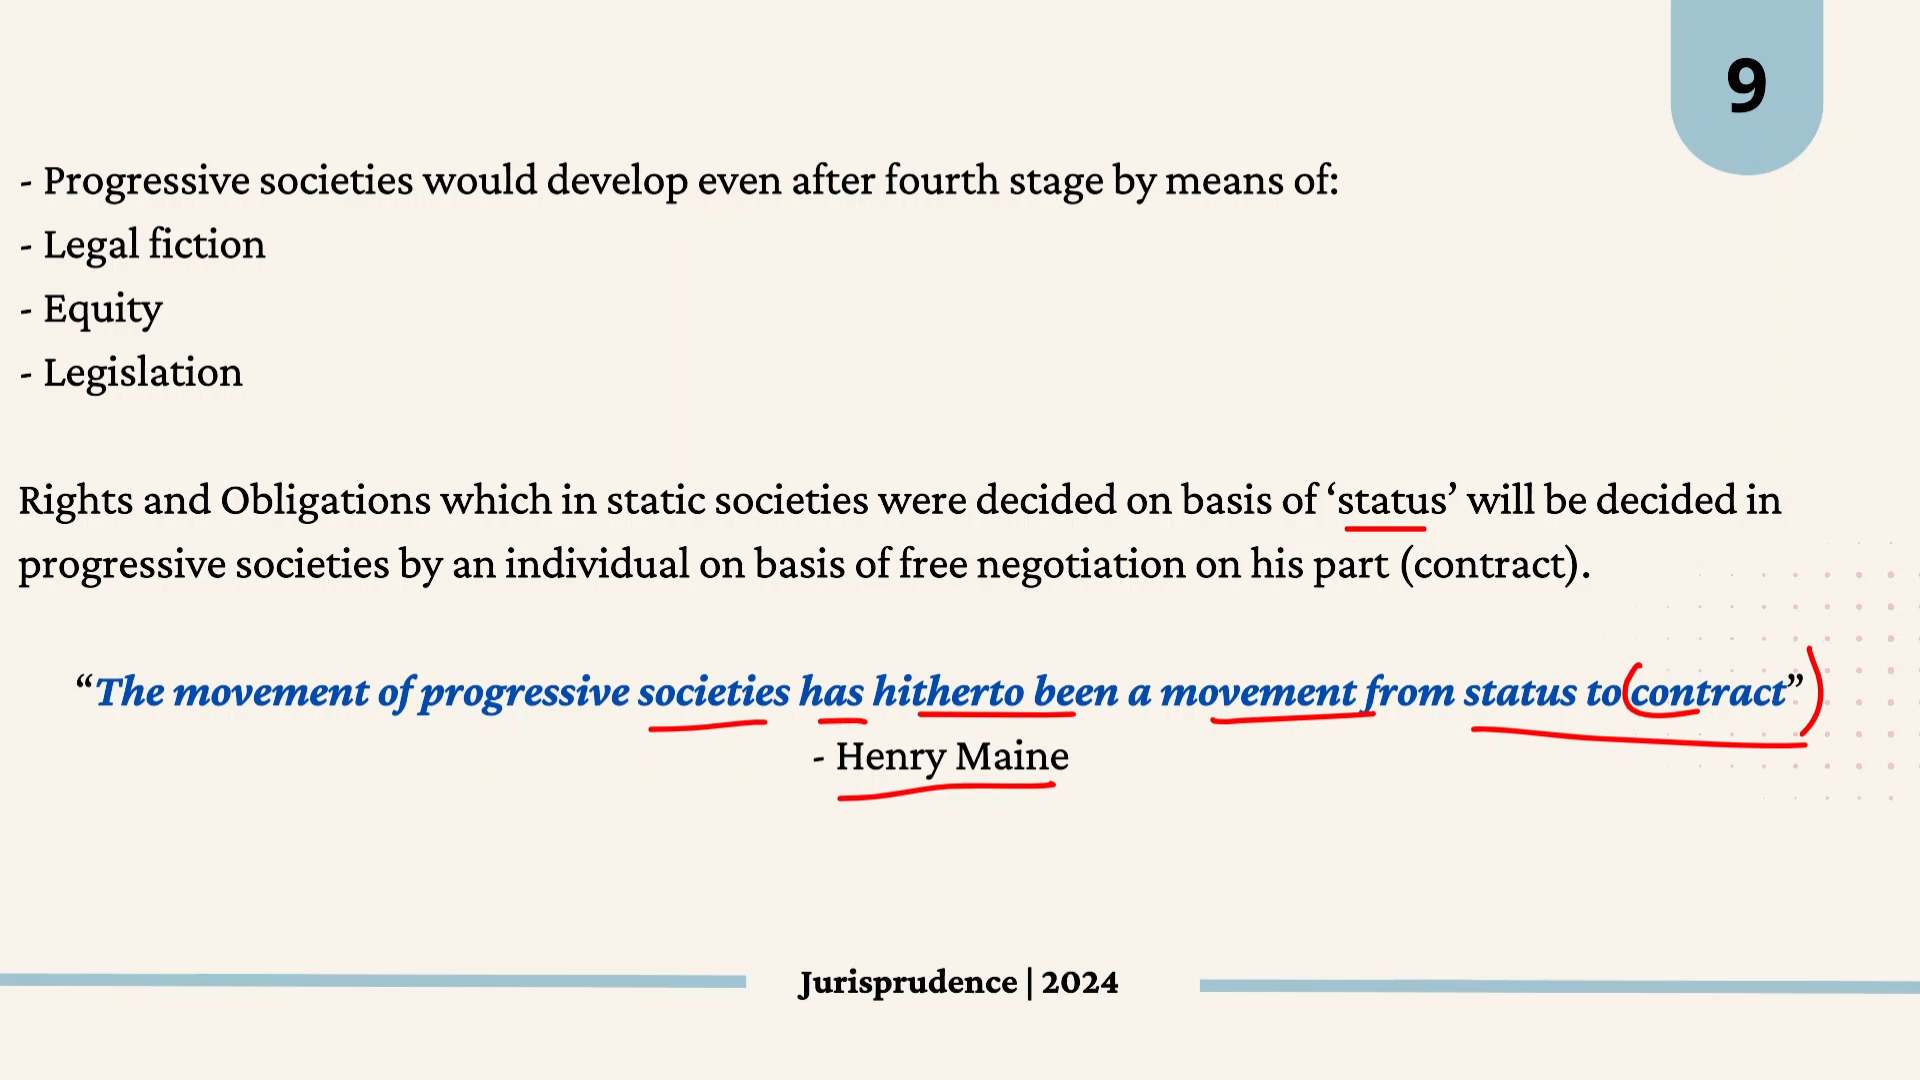 9
- Progressive societies would develop even after fourth stage by means of:
- Legal fiction
- Equity
- Legislation
Rights and Obligations which in static societies were decided on basis of ‘status’ will be decided in
progressive societies by an individual on basis of free negotiation on his part (contract).
“The movement of progressive societies has hitherto been a movement from status to contract”
- Henry Maine
Jurisprudence | 2024